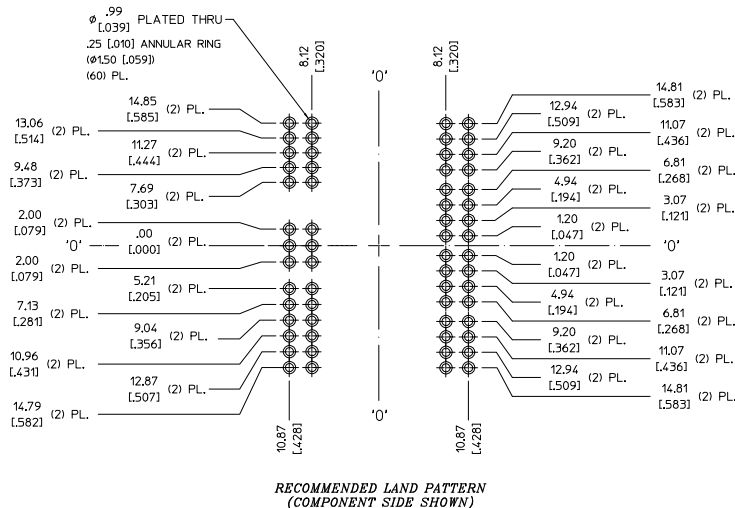 Ø .99
[.039] PLATED THRU
.25 [.010] ANNULAR RING
(Ø1.50 [.059])
(60) PL.
8.12
[.320]
'0'
8.12
[.320]
14.85
[.585] (2) PL.
13.06
[.514] (2) PL.
11.27
[.444] (2) PL.
9.48
[.373] (2) PL.
7.69
[.303] (2) PL.
2.00
[.079] (2) PL.
'0'
.00
[.000] (2) PL.
2.00
[.079] (2) PL.
5.21
[.205] (2) PL.
7.13
[.281] (2) PL.
9.04
[.356] (2) PL.
10.96
[.431] (2) PL.
12.87
[.507] (2) PL.
14.79
[.582] (2) PL.
14.81
[.583] (2) PL.
12.94
[.509] (2) PL.
11.07
[.436] (2) PL.
9.20
[.362] (2) PL.
6.81
[.268] (2) PL.
4.94
[.194] (2) PL.
3.07
[.121] (2) PL.
1.20
[.047] (2) PL.
'0'
1.20
[.047] (2) PL.
3.07
[.121] (2) PL.
4.94
[.194] (2) PL.
6.81
[.268] (2) PL.
9.20
[.362] (2) PL.
11.07
[.436] (2) PL.
12.94
[.509] (2) PL.
14.81
[.583] (2) PL.
10.87
[.428]
'0'
10.87
[.428]
RECOMMENDED LAND PATTERN
(COMPONENT SIDE SHOWN)